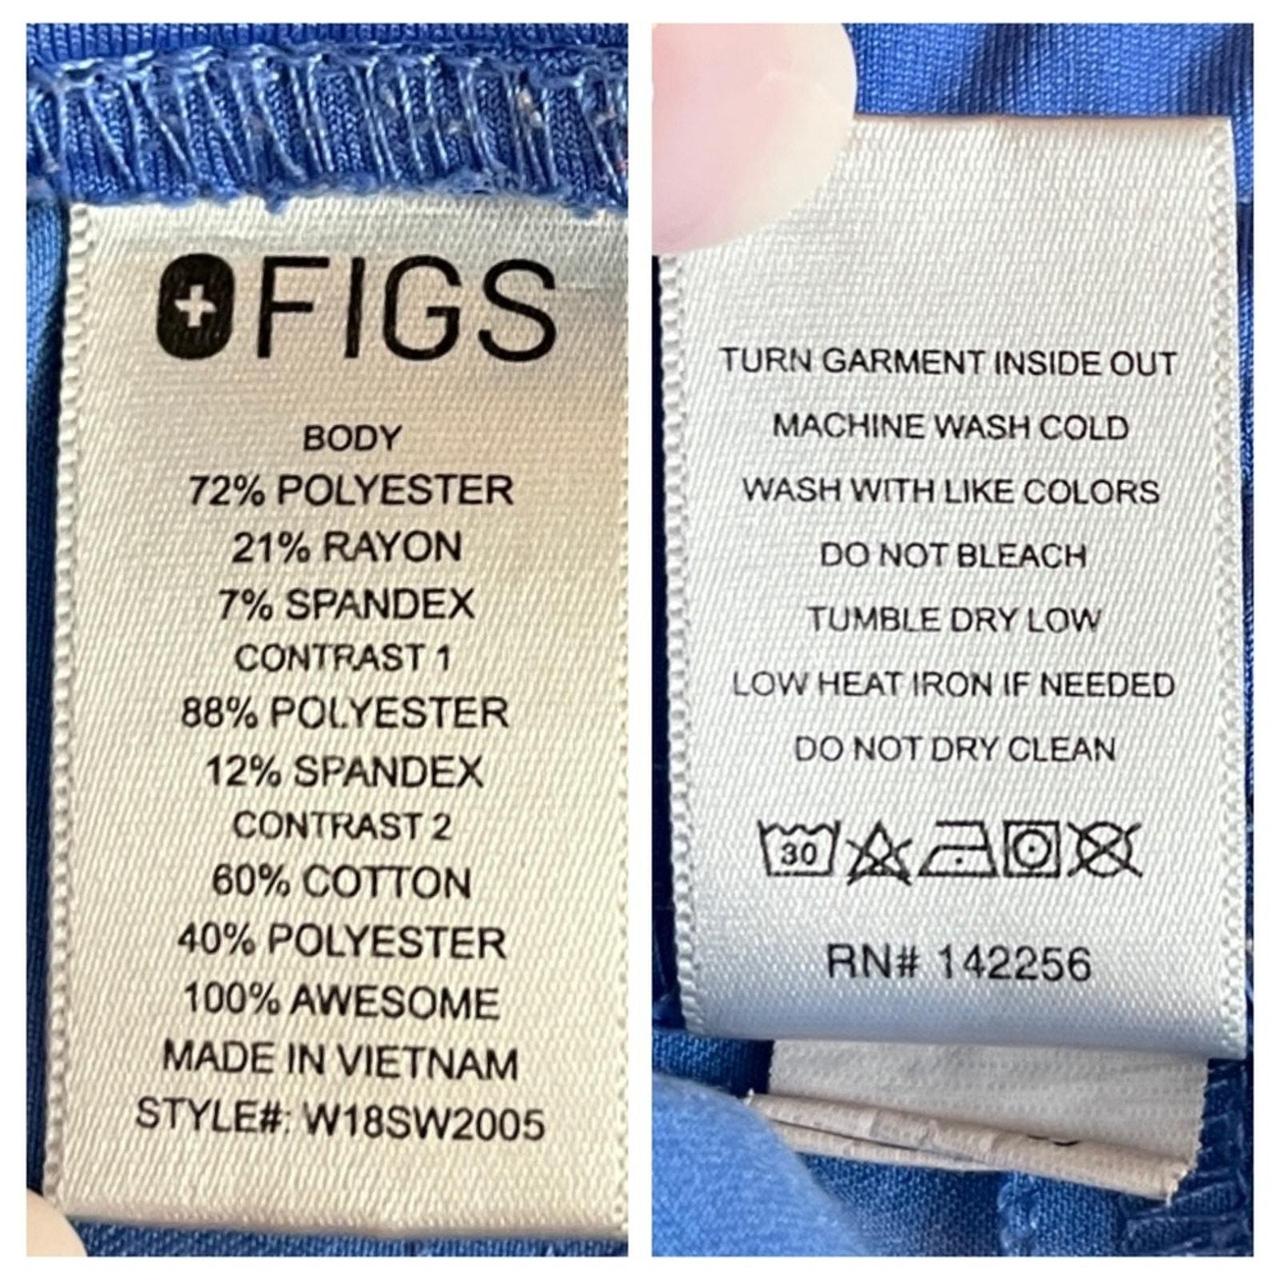 FIGS
BODY
72% POLYESTER
21% RAYON
7% SPANDEX
CONTRAST 1
88% POLYESTER
12% SPANDEX
CONTRAST 2
60% COTTON
40% POLYESTER
100% AWESOME
MADE IN VIETNAM
STYLE#: W18SW2005
TURN GARMENT INSIDE OUT
MACHINE WASH COLD
WASH WITH LIKE COLORS
DO NOT BLEACH
TUMBLE DRY LOW
LOW HEAT IRON IF NEEDED
DO NOT DRY CLEAN
30
RN# 142256